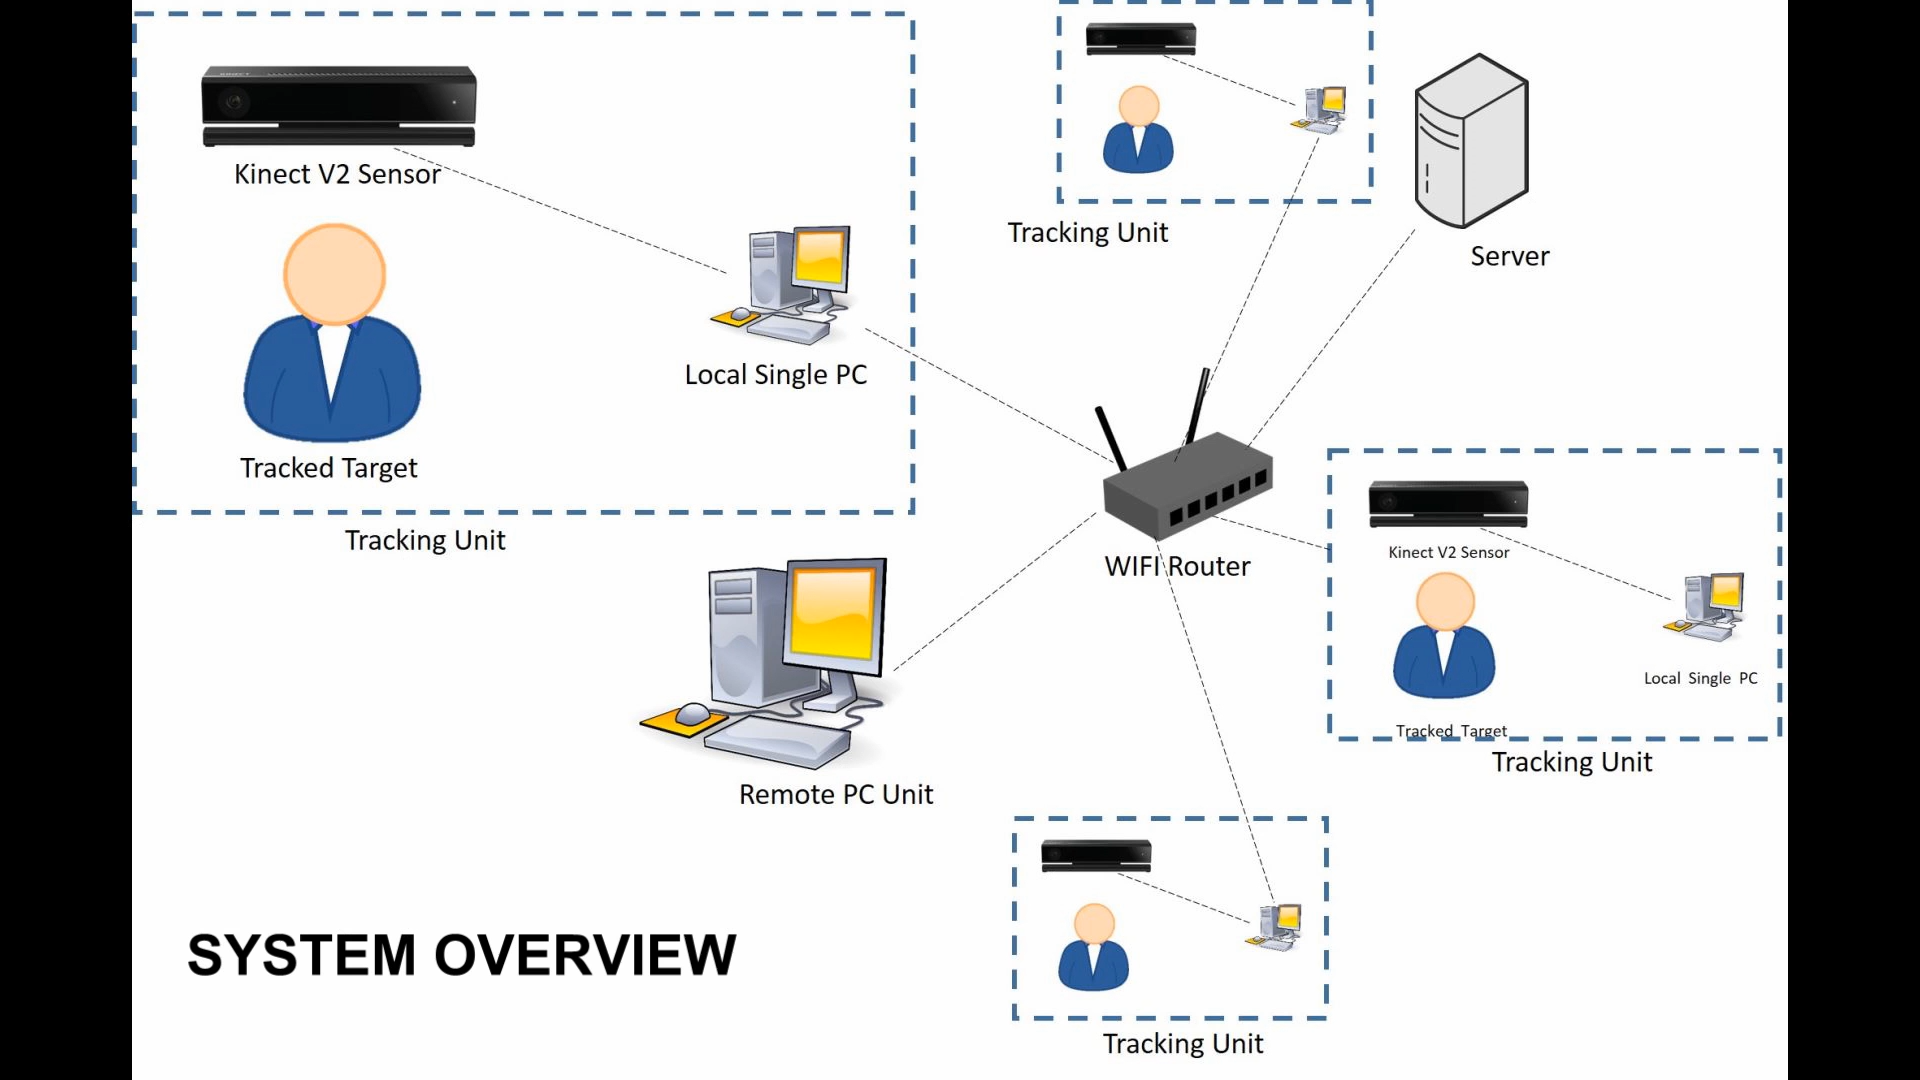 Kinect V2 Sensor
Tracked Target
Local Single PC
Tracking Unit
Tracking Unit
Server
WIFI Router
Kinect V2 Sensor
Tracked Target
Local Single PC
Tracking Unit
Remote PC Unit
SYSTEM OVERVIEW
Tracking Unit